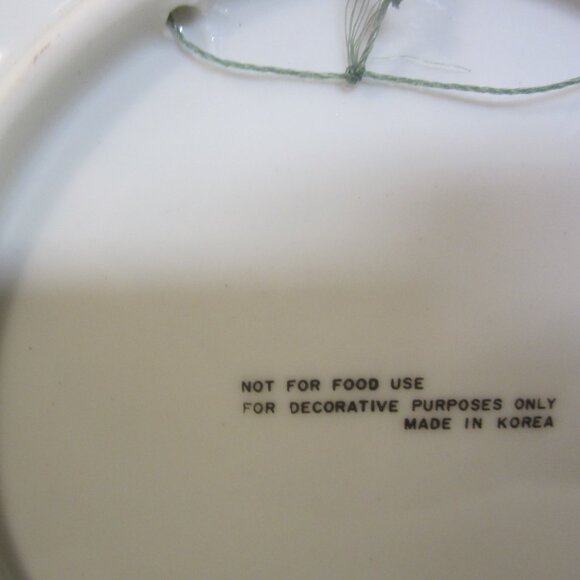 NOT FOR FOOD USE
FOR DECORATIVE PURPOSES ONLY
MADE IN KOREA